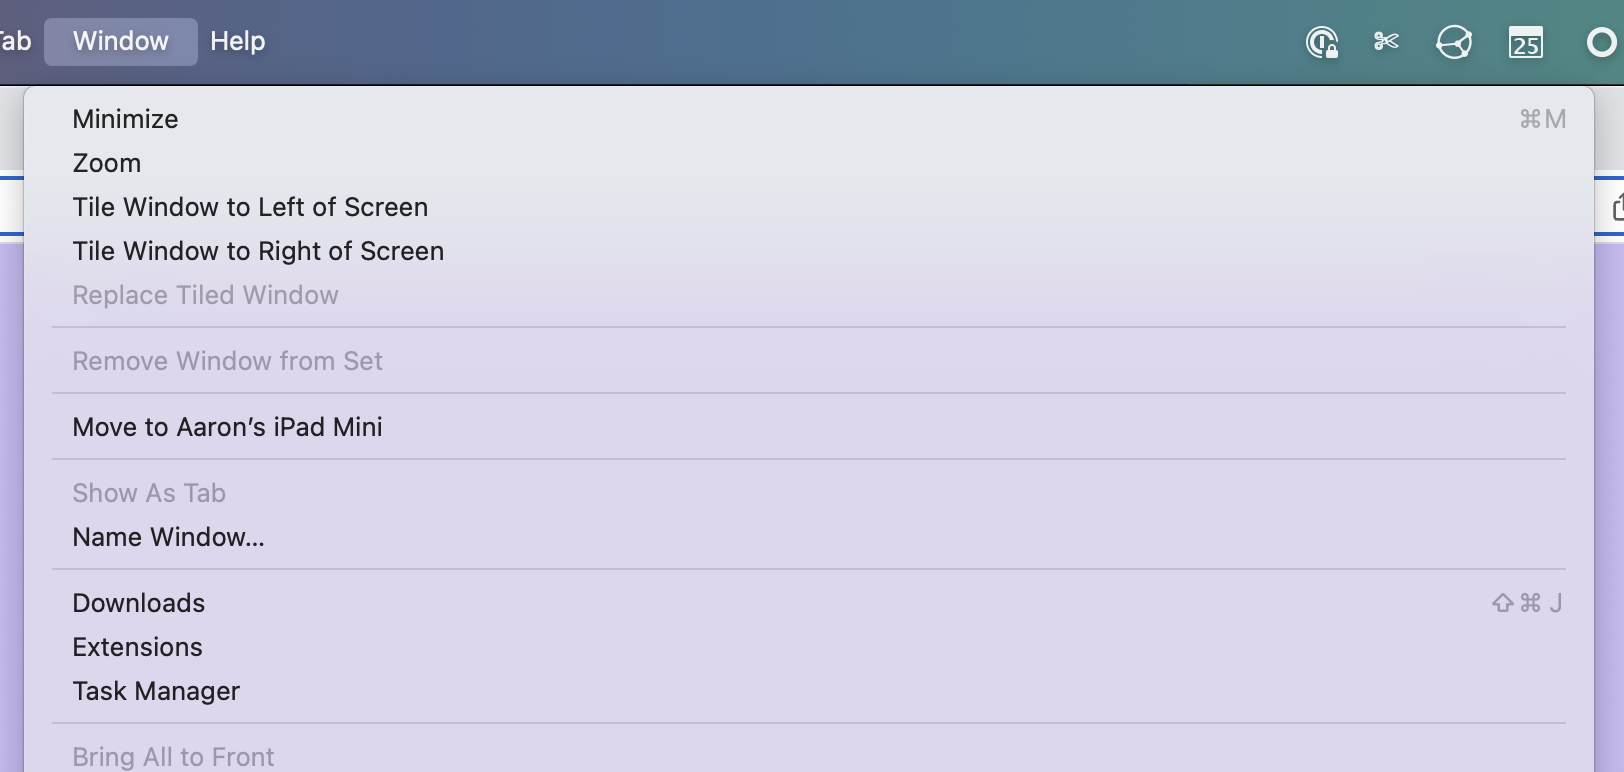 Tab Window Help 25
Minimize ⌘M
Zoom
Tile Window to Left of Screen
Tile Window to Right of Screen
Replace Tiled Window
Remove Window from Set
Move to Aaron’s iPad Mini
Show As Tab
Name Window...
Downloads ⇧⌘J
Extensions
Task Manager
Bring All to Front